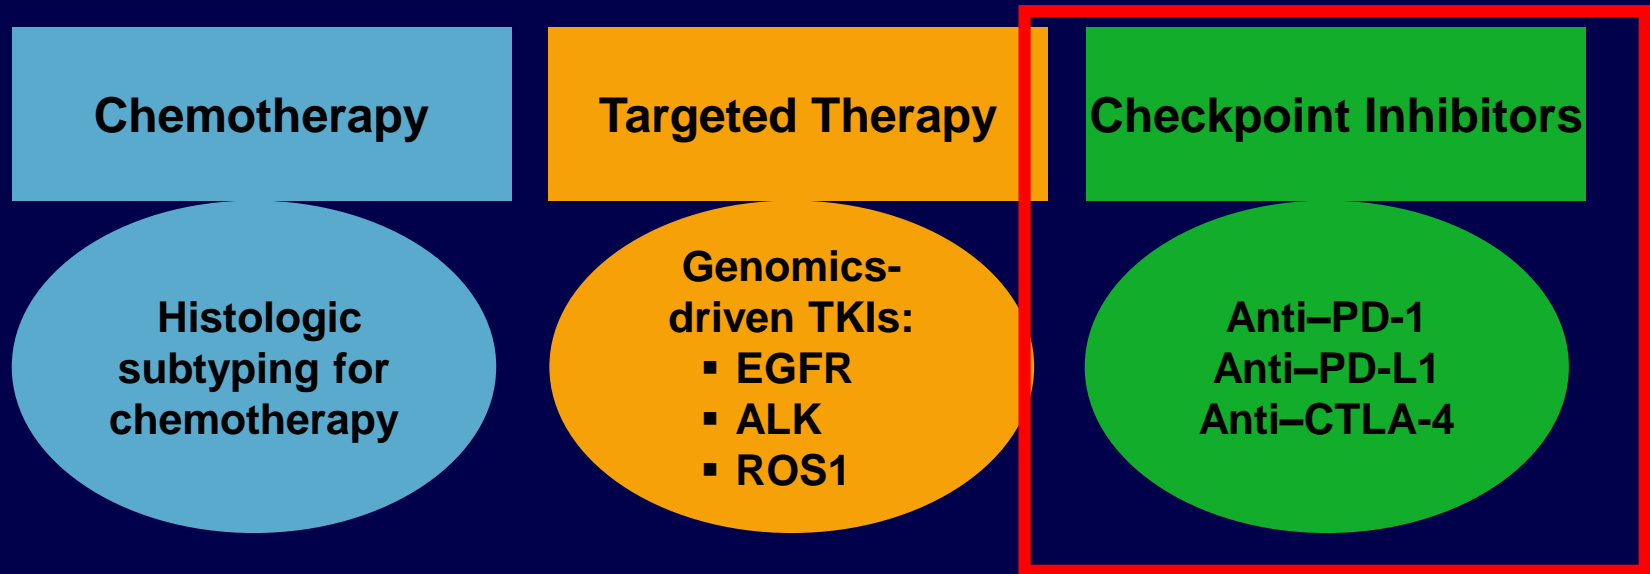 Chemotherapy
Targeted Therapy
Checkpoint Inhibitors
Histologic
subtyping for
chemotherapy
Genomics-
driven TKIs:
▪ EGFR
▪ ALK
▪ ROS1
Anti–PD-1
Anti–PD-L1
Anti–CTLA-4